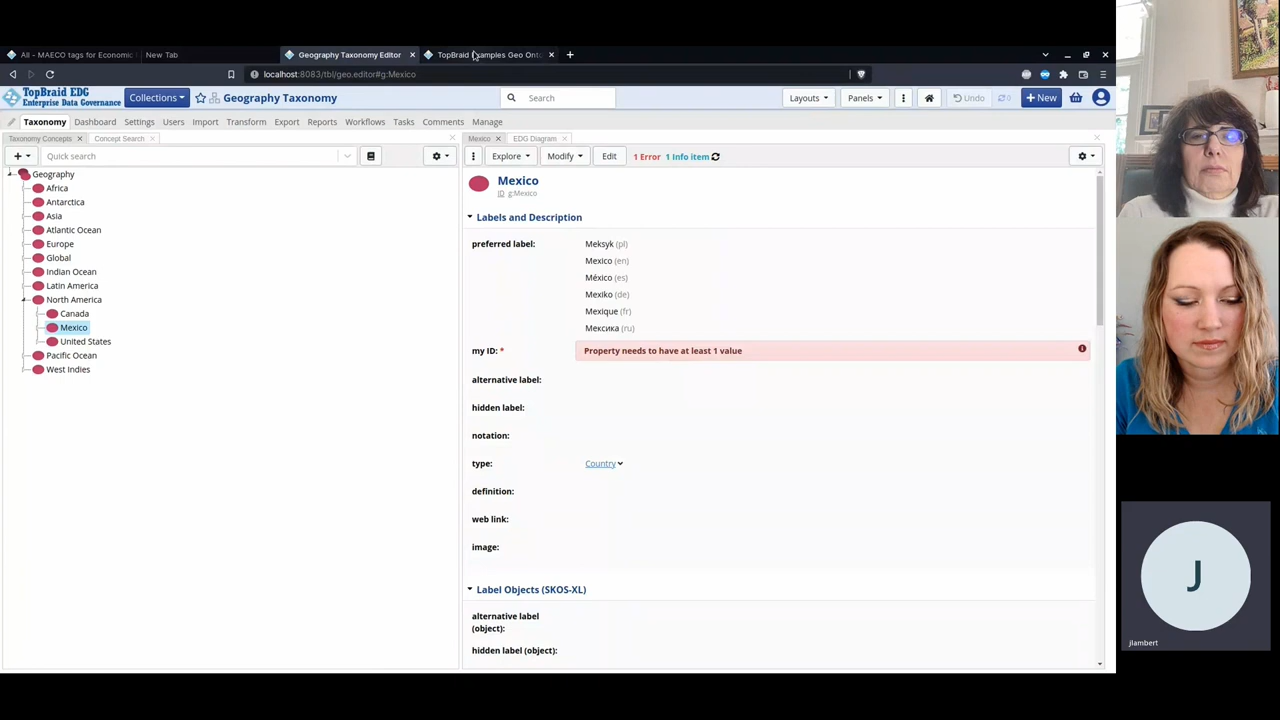 All - MAECO tags for Economic
New Tab
Geography Taxonomy Editor
TopBraid Examples Geo Ont
localhost:8083/tbl/geo.editor#g:Mexico
TopBraid EDG
Enterprise Data Governance
Collections
Geography Taxonomy
Search
Layouts
Panels
Undo
0
+ New
Taxonomy Dashboard Settings Users Import Transform Export Reports Workflows Tasks Comments Manage
Taxonomy Concepts
Concept Search
Mexico
EDG Diagram
Quick search
Explore
Modify
Edit
1 Error 1 Info item
Geography
Africa
Antarctica
Asia
Atlantic Ocean
Europe
Global
Indian Ocean
Latin America
North America
Canada
Mexico
United States
Pacific Ocean
West Indies
Mexico
ID g:Mexico
Labels and Description
preferred label:
Meksyk (pl)
Mexico (en)
México (es)
Mexiko (de)
Mexique (fr)
Мексика (ru)
my ID: *
Property needs to have at least 1 value
alternative label:
hidden label:
notation:
type:
Country
definition:
web link:
image:
Label Objects (SKOS-XL)
alternative label
(object):
hidden label (object):
J
jlambert